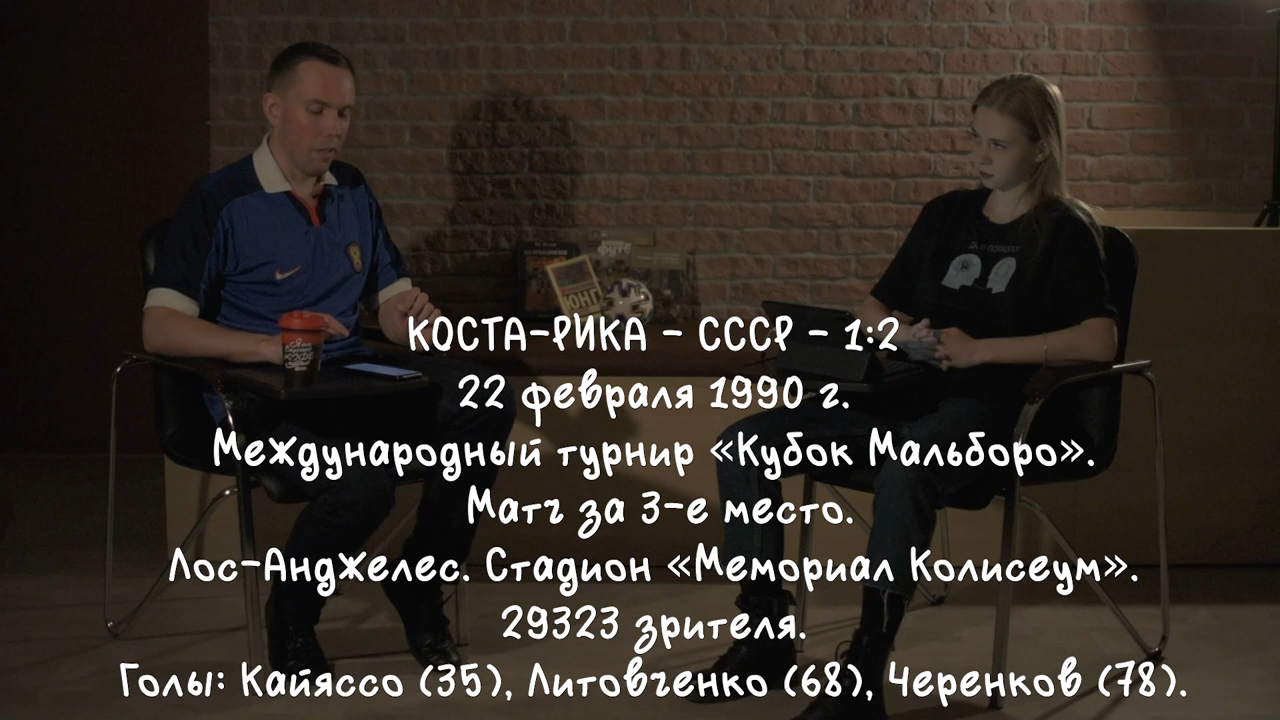 ЮНГ
КОСТА-РИКА - СССР - 1:2
22 февраля 1990 г.
Международный турнир «Кубок Мальборо».
Матч за 3-е место.
Лос-Анджелес. Стадион «Мемориал Колисеум».
29323 зрителя.
Голы: Кайяссо (35), Литовченко (68), Черенков (78).